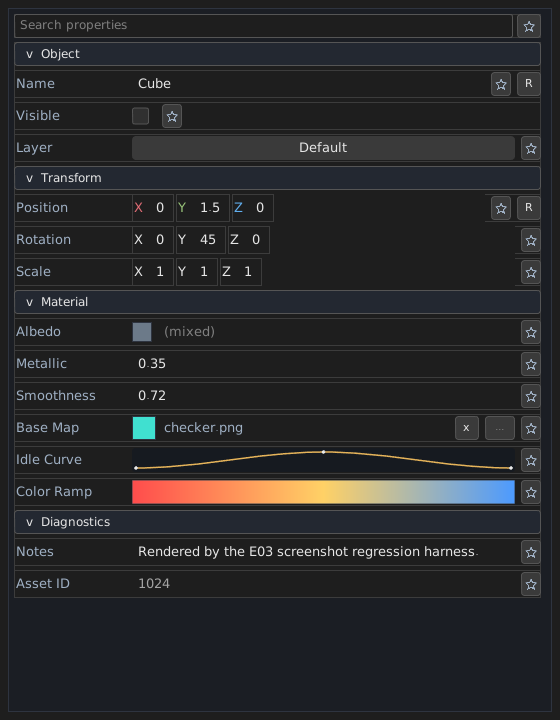 Search properties
v Object
Name Cube R
Visible
Layer Default
v Transform
Position X 0 Y 1.5 Z 0 R
Rotation X 0 Y 45 Z 0
Scale X 1 Y 1 Z 1
v Material
Albedo (mixed)
Metallic 0.35
Smoothness 0.72
Base Map checker.png x ...
Idle Curve
Color Ramp
v Diagnostics
Notes Rendered by the E03 screenshot regression harness.
Asset ID 1024